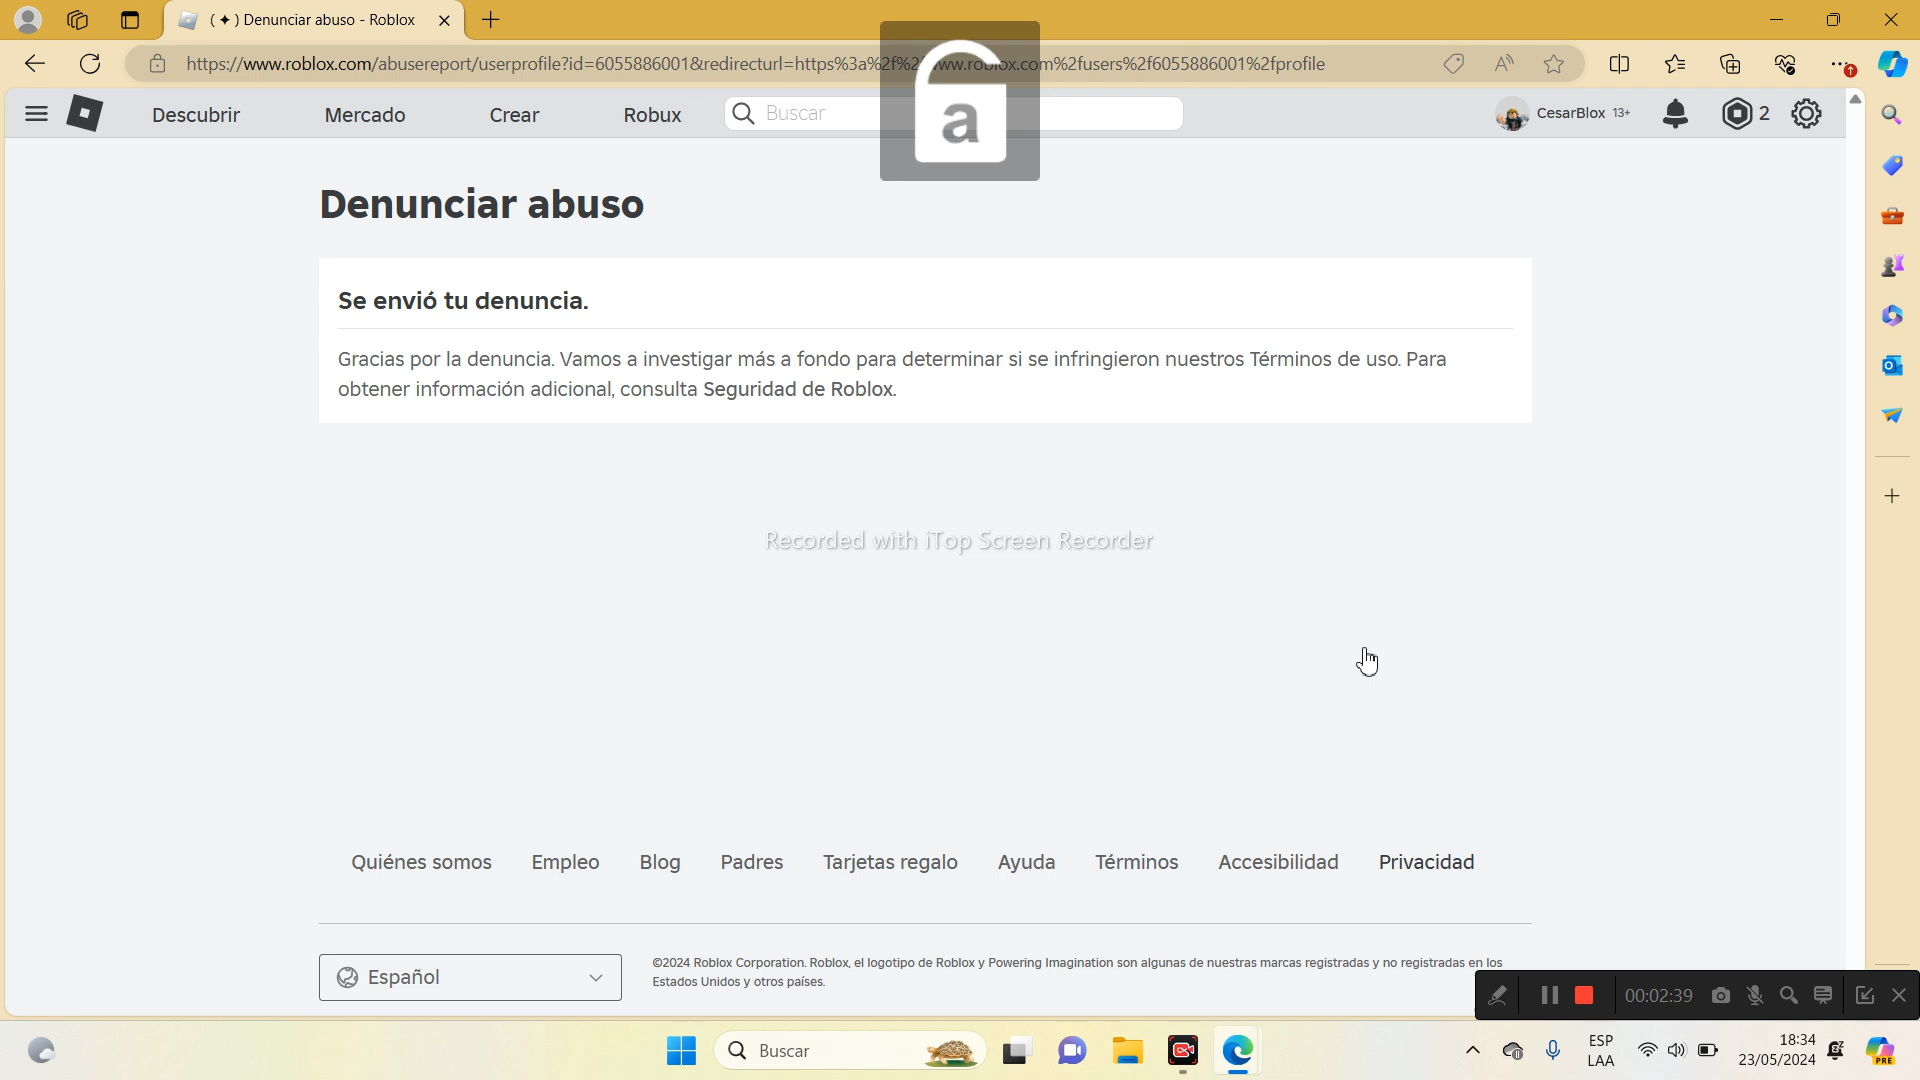 (✦) Denunciar abuso - Roblox
https://www.roblox.com/abusereport/userprofile?id=6055886001&redirecturl=https%3a%2f%2fwww.roblox.com%2fusers%2f6055886001%2fprofile
a
Descubrir Mercado Crear Robux Buscar CesarBlox 13+ 2
Denunciar abuso
Se envió tu denuncia.
Gracias por la denuncia. Vamos a investigar más a fondo para determinar si se infringieron nuestros Términos de uso. Para
obtener información adicional, consulta Seguridad de Roblox.
Recorded with iTop Screen Recorder
Quiénes somos Empleo Blog Padres Tarjetas regalo Ayuda Términos Accesibilidad Privacidad
Español
©2024 Roblox Corporation. Roblox, el logotipo de Roblox y Powering Imagination son algunas de nuestras marcas registradas y no registradas en los
Estados Unidos y otros países.
00:02:39
Buscar
ESP
LAA
18:34
23/05/2024
PRE